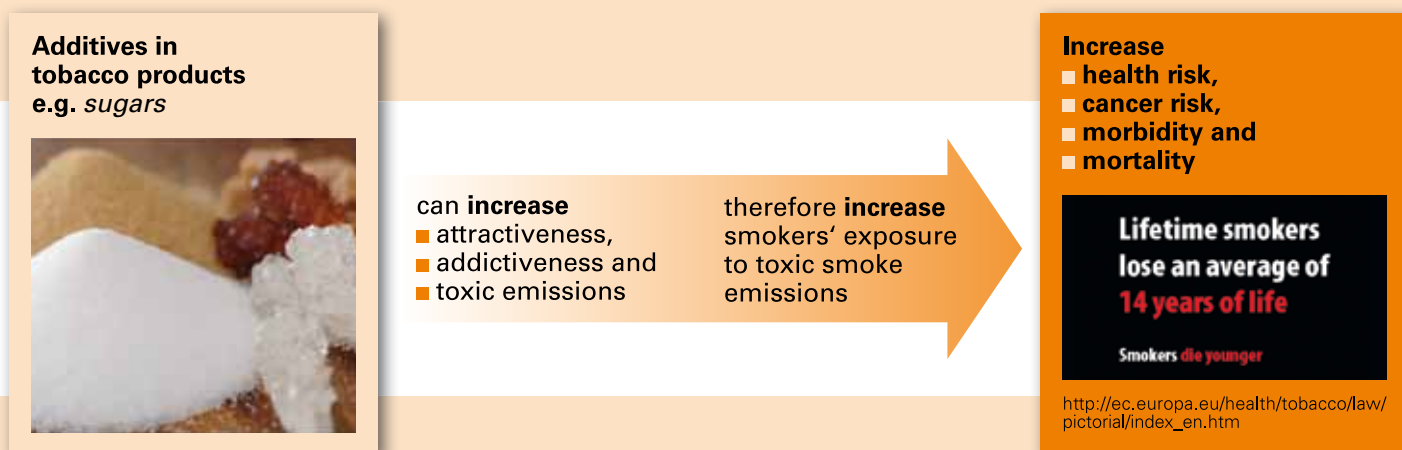 Additives in
tobacco products
e.g. sugars
can increase
attractiveness,
addictiveness and
toxic emissions
therefore increase
smokers‘ exposure
to toxic smoke
emissions
Increase
health risk,
cancer risk,
morbidity and
mortality
Lifetime smokers
lose an average of
14 years of life
Smokers die younger
http://ec.europa.eu/health/tobacco/law/
pictorial/index_en.htm